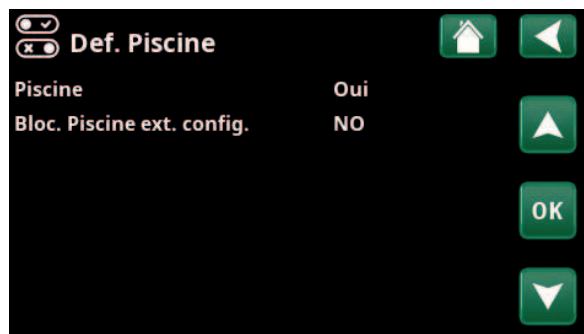 Def. Piscine
Piscine Oui
Bloc. Piscine ext. config. NO
OK